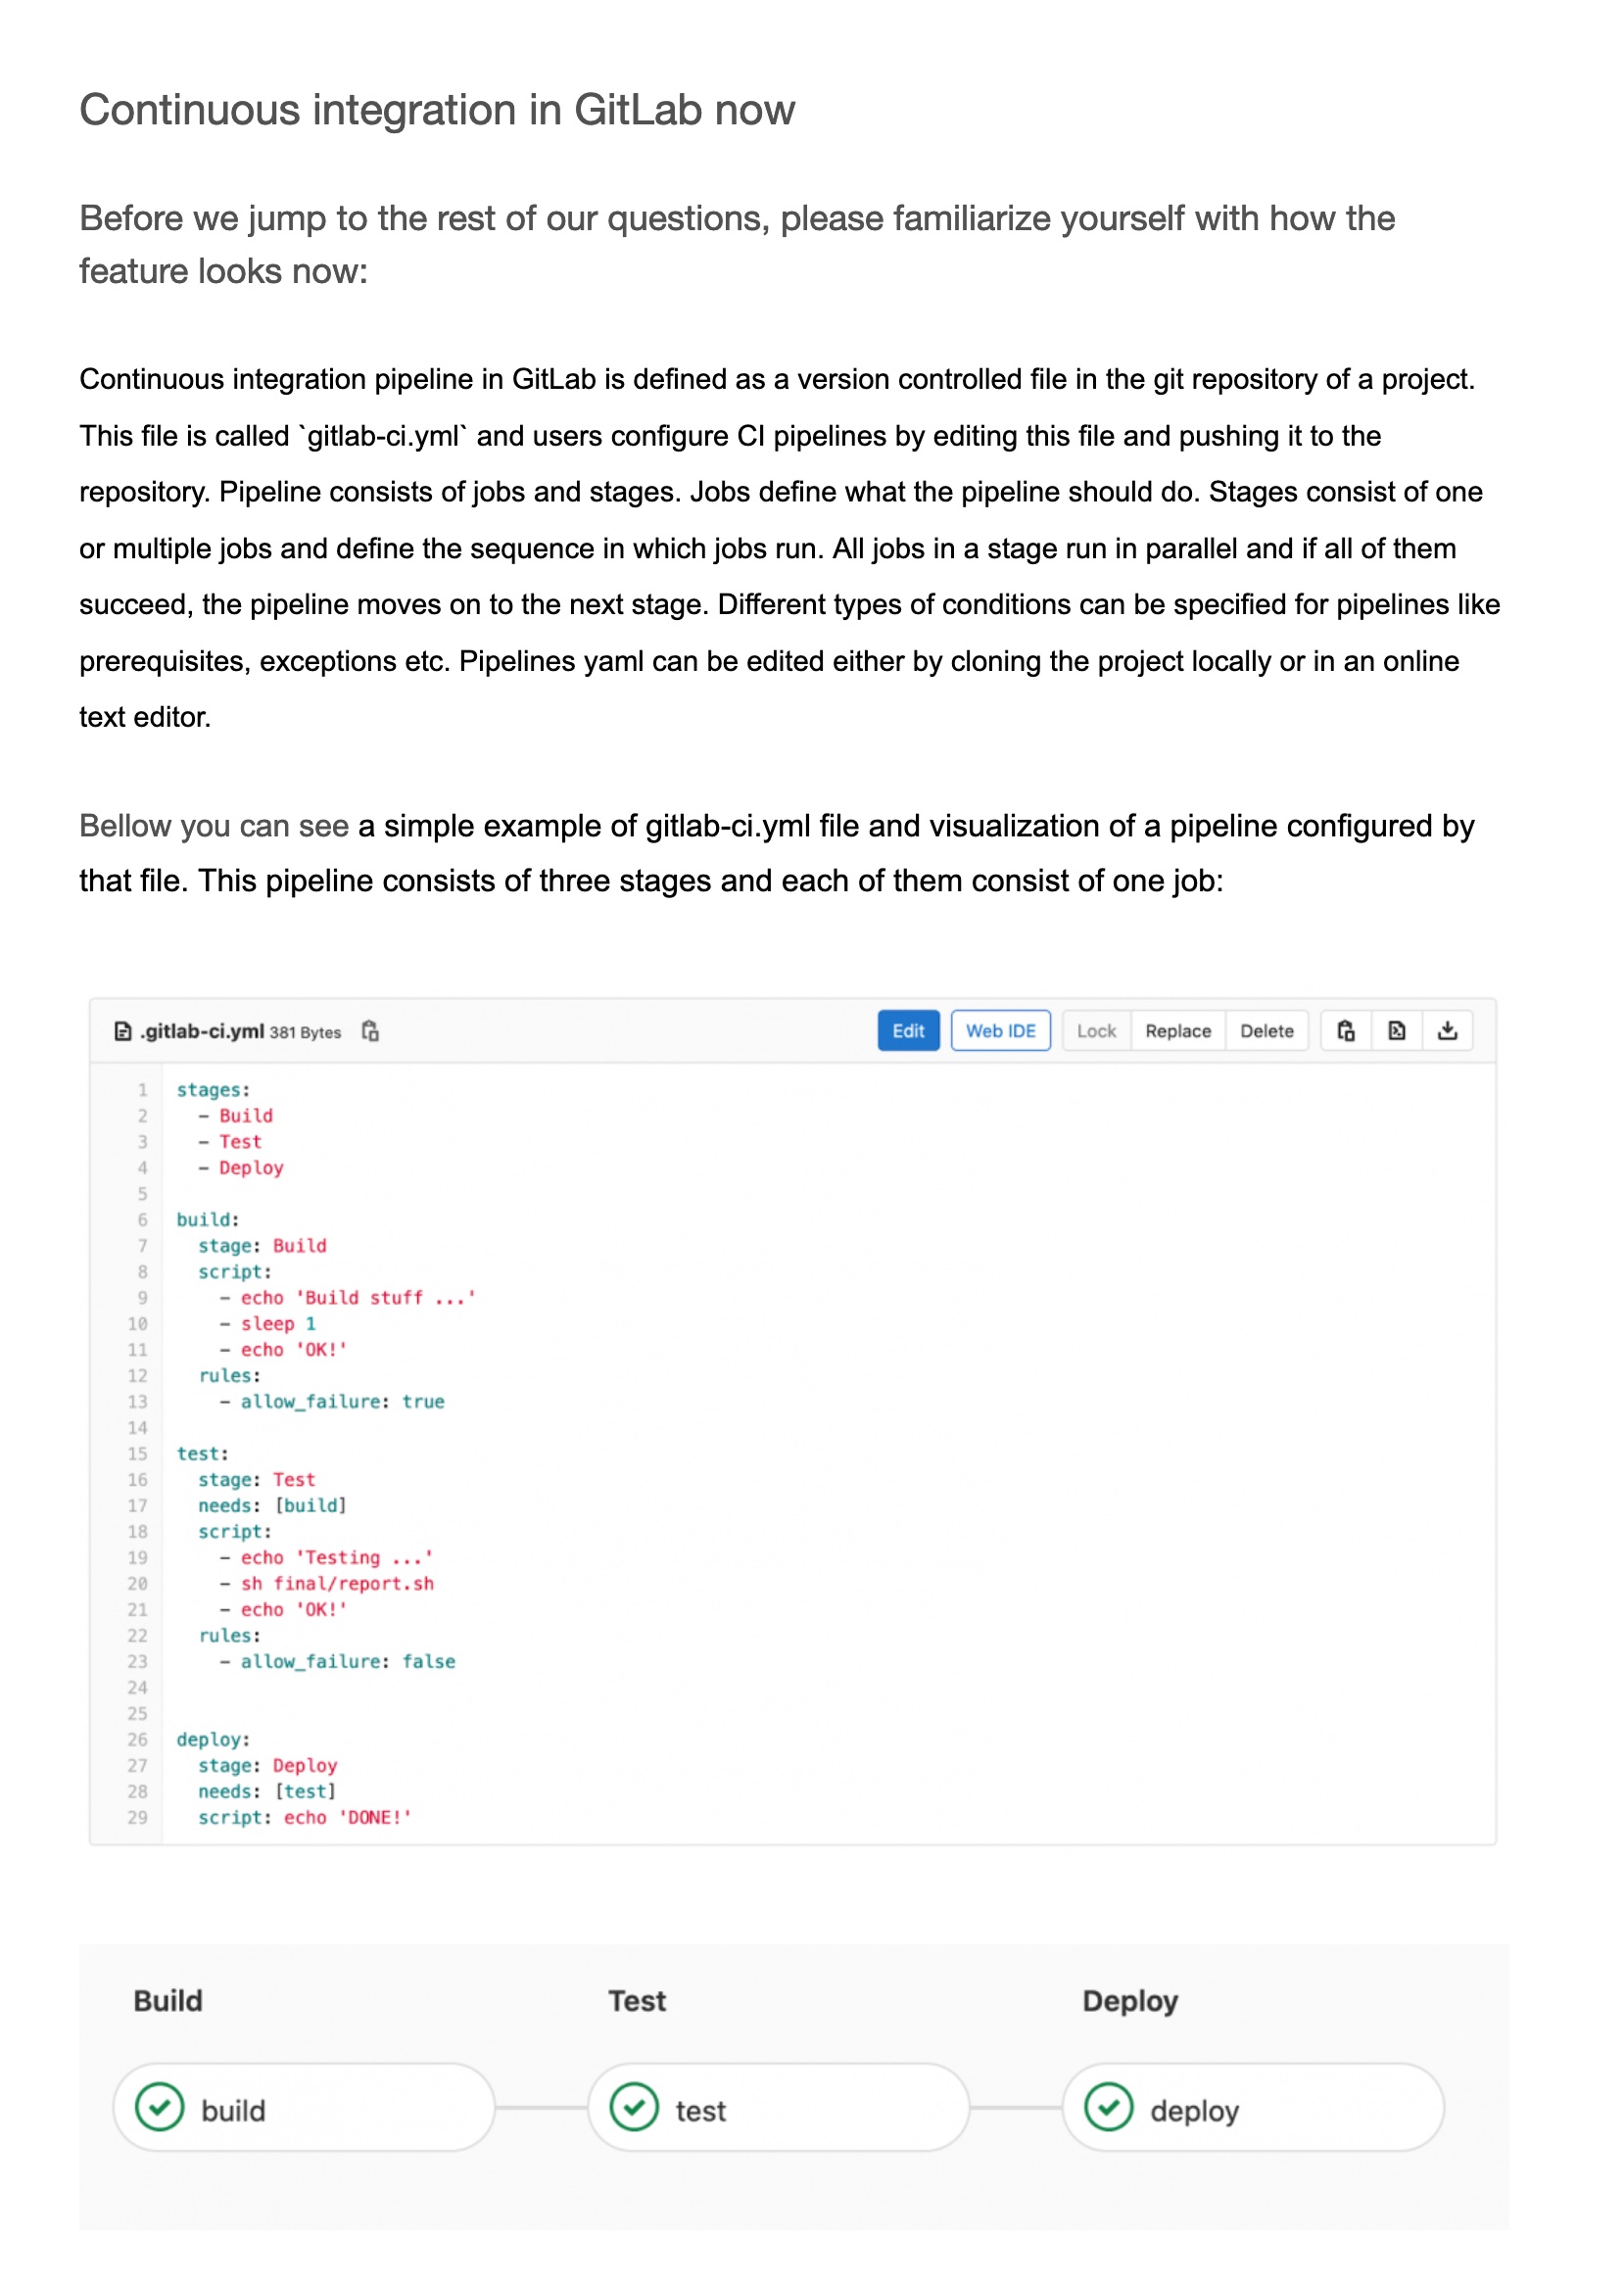 Continuous integration in GitLab now
Before we jump to the rest of our questions, please familiarize yourself with how the
feature looks now:
Continuous integration pipeline in GitLab is defined as a version controlled file in the git repository of a project.
This file is called `gitlab-ci.yml` and users configure CI pipelines by editing this file and pushing it to the
repository. Pipeline consists of jobs and stages. Jobs define what the pipeline should do. Stages consist of one
or multiple jobs and define the sequence in which jobs run. All jobs in a stage run in parallel and if all of them
succeed, the pipeline moves on to the next stage. Different types of conditions can be specified for pipelines like
prerequisites, exceptions etc. Pipelines yaml can be edited either by cloning the project locally or in an online
text editor.
Bellow you can see a simple example of gitlab-ci.yml file and visualization of a pipeline configured by
that file. This pipeline consists of three stages and each of them consist of one job:
.gitlab-ci.yml 381 Bytes Edit Web IDE Lock Replace Delete
1 stages:
2 - Build
3 - Test
4 - Deploy
5
6 build:
7 stage: Build
8 script:
9 - echo 'Build stuff ...'
10 - sleep 1
11 - echo 'OK!'
12 rules:
13 - allow_failure: true
14
15 test:
16 stage: Test
17 needs: [build]
18 script:
19 - echo 'Testing ...'
20 - sh final/report.sh
21 - echo 'OK!'
22 rules:
23 - allow_failure: false
24
25
26 deploy:
27 stage: Deploy
28 needs: [test]
29 script: echo 'DONE!'
Build Test Deploy
build test deploy